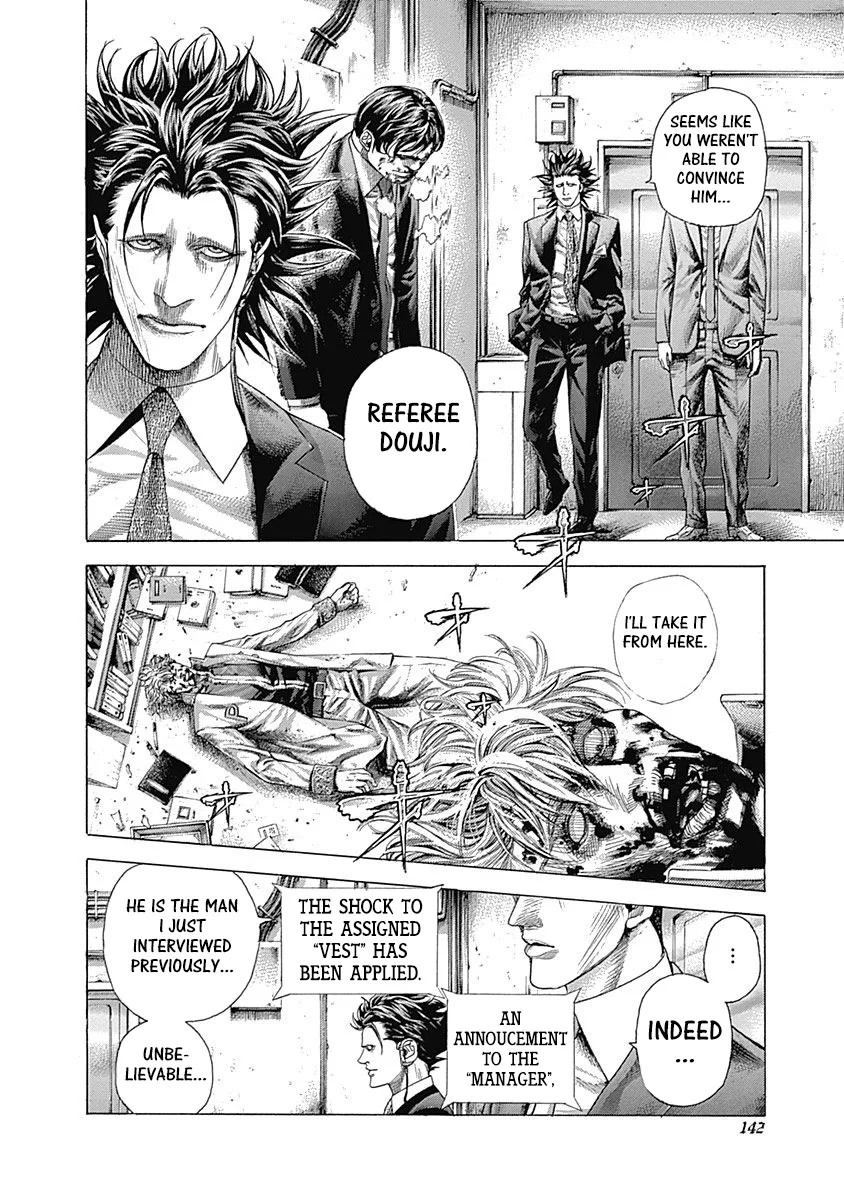 SEEMS LIKE
YOU WEREN'T
ABLE TO
CONVINCE
HIM...
REFEREE
DOUJI.
I'LL TAKE IT
FROM HERE.
P
...
INDEED
...
AN
ANNOUCEMENT
TO THE
"MANAGER",
THE SHOCK TO
THE ASSIGNED
"VEST" HAS
BEEN APPLIED.
HE IS THE MAN
I JUST
INTERVIEWED
PREVIOUSLY...
UNBE-
LIEVABLE...
142